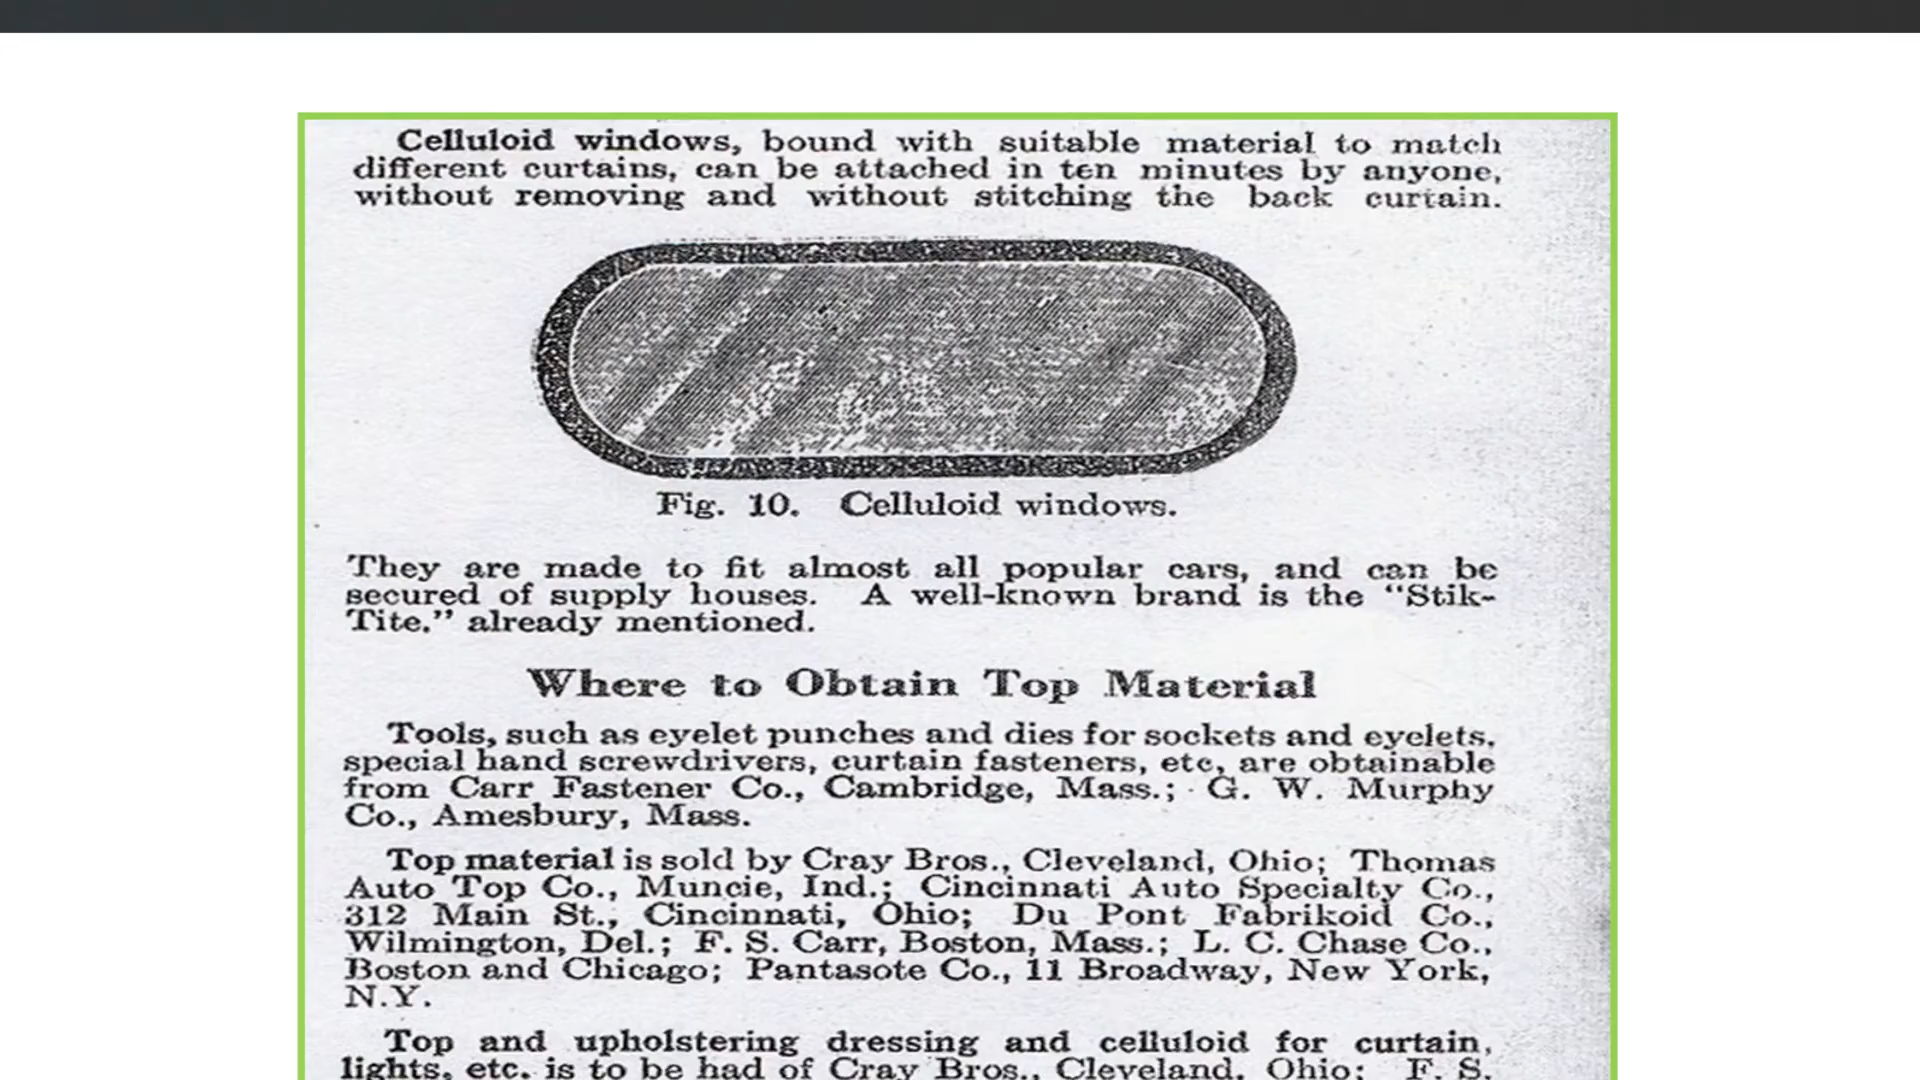 Celluloid windows, bound with suitable material to match
different curtains, can be attached in ten minutes by anyone,
without removing and without stitching the back curtain.
Fig. 10. Celluloid windows.
They are made to fit almost all popular cars, and can be
secured of supply houses. A well-known brand is the “Stik-
Tite.” already mentioned.
Where to Obtain Top Material
Tools, such as eyelet punches and dies for sockets and eyelets,
special hand screwdrivers, curtain fasteners, etc, are obtainable
from Carr Fastener Co., Cambridge, Mass.; G. W. Murphy
Co., Amesbury, Mass.
Top material is sold by Cray Bros., Cleveland, Ohio; Thomas
Auto Top Co., Muncie, Ind.; Cincinnati Auto Specialty Co.,
312 Main St., Cincinnati, Ohio; Du Pont Fabrikoid Co.,
Wilmington, Del.; F. S. Carr, Boston, Mass.; L. C. Chase Co.,
Boston and Chicago; Pantasote Co., 11 Broadway, New York,
N.Y.
Top and upholstering dressing and celluloid for curtain,
lights, etc. is to be had of Cray Bros., Cleveland, Ohio; F. S.